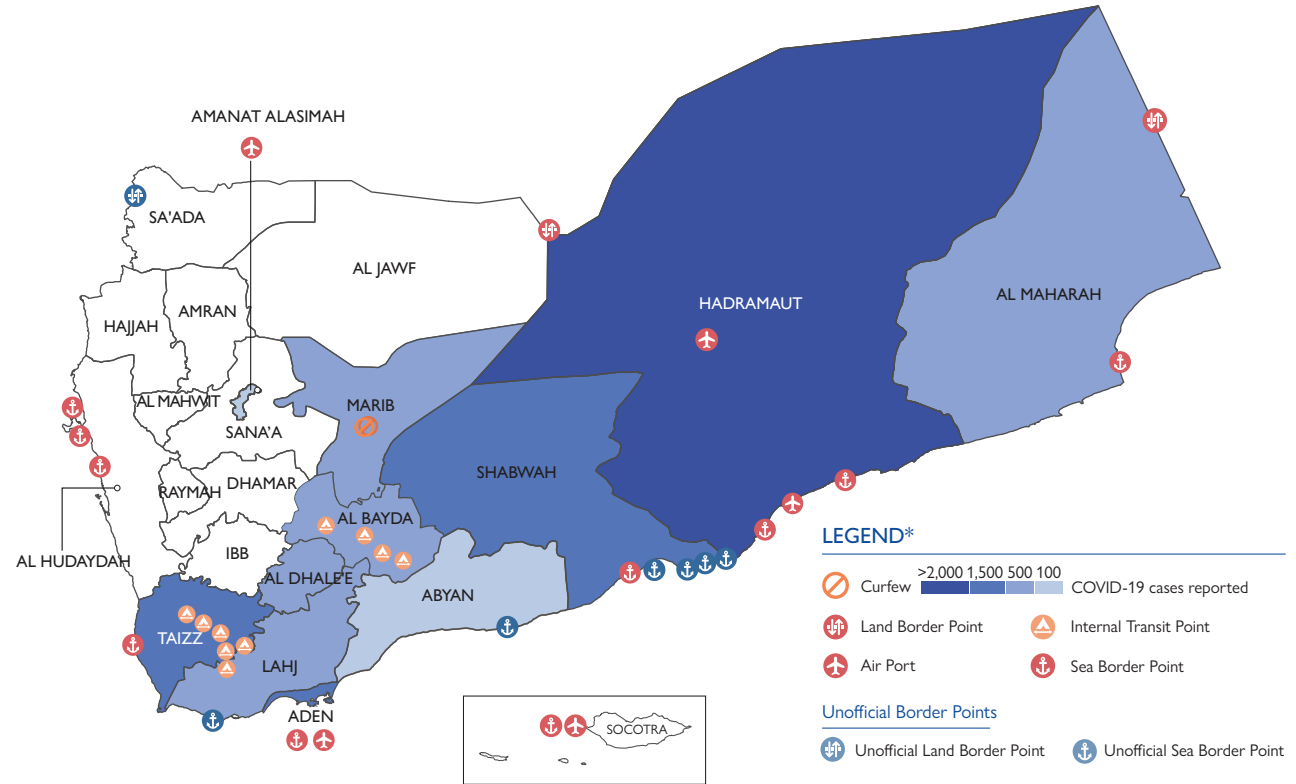 AMANAT ALASIMAH
SA'ADA
AL JAWF
HADRAMAUT
AL MAHARAH
AMRAN
HAJJAH
AL MAHWIT
MARIB
SANA'A
SHABWAH
RAYMAH
DHAMAR
AL BAYDA
IBB
AL HUDAYDAH
AL DHALE'E
ABYAN
TAIZZ
LAHJ
ADEN
SOCOTRA
LEGEND*
>2,000 1,500 500 100
Curfew
COVID-19 cases reported
Land Border Point
Internal Transit Point
Air Port
Sea Border Point
Unofficial Border Points
Unofficial Land Border Point
Unofficial Sea Border Point